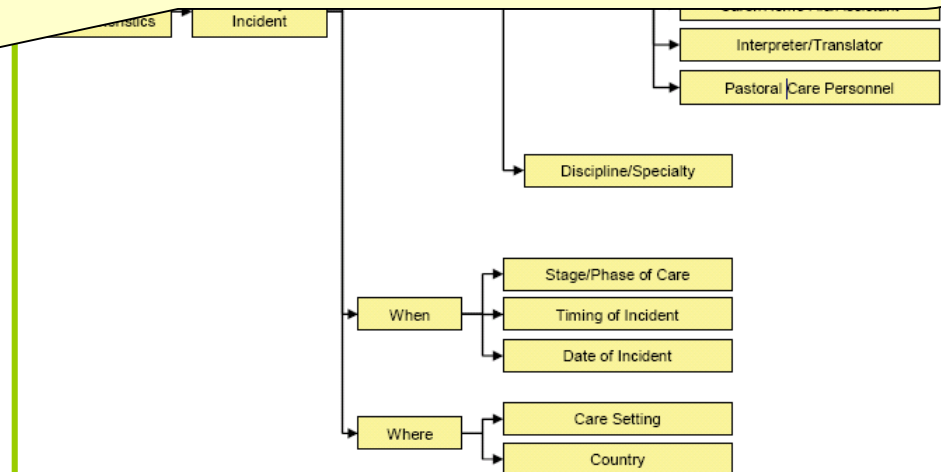 Incident
Interpreter/Translator
Pastoral Care Personnel
Discipline/Specialty
Stage/Phase of Care
When
Timing of Incident
Date of Incident
Care Setting
Where
Country